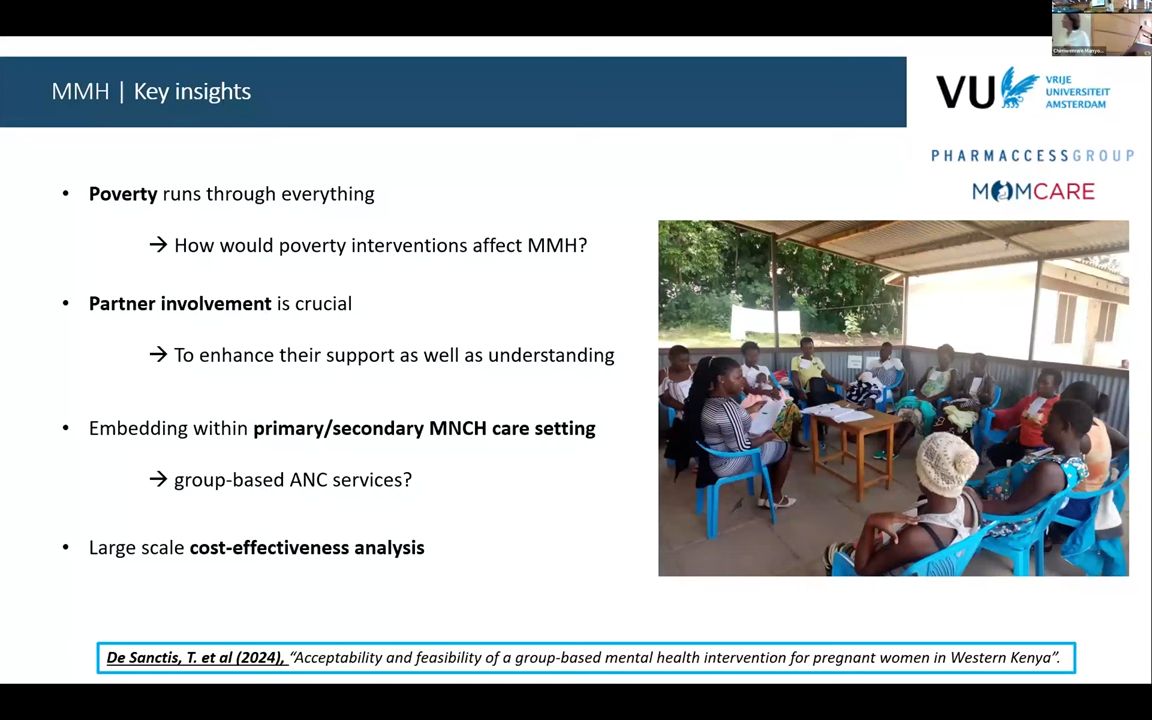 MMH | Key insights
VU VRIJE
UNIVERSITEIT
AMSTERDAM
PHARMACCESSGROUP
MOMCARE
• Poverty runs through everything
→ How would poverty interventions affect MMH?
• Partner involvement is crucial
→ To enhance their support as well as understanding
• Embedding within primary/secondary MNCH care setting
→ group-based ANC services?
• Large scale cost-effectiveness analysis
De Sanctis, T. et al (2024), “Acceptability and feasibility of a group-based mental health intervention for pregnant women in Western Kenya”.